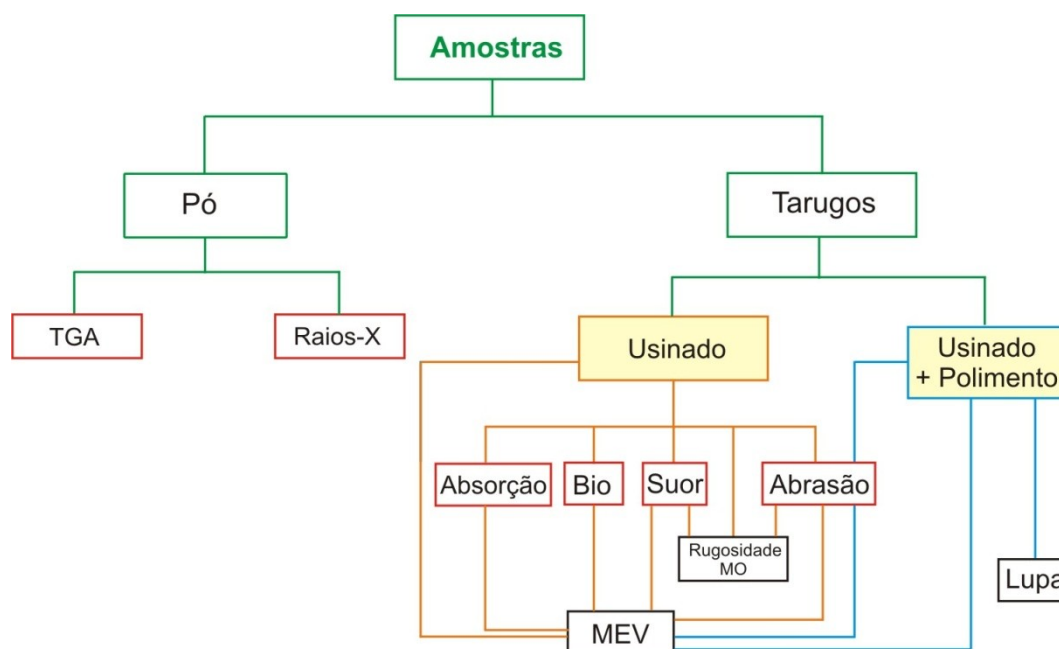 Amostras
Pó
Tarugos
TGA
Raios-X
Usinado
Usinado
+ Polimento
Absorção
Bio
Suor
Abrasão
Rugosidade
MO
Lupa
MEV